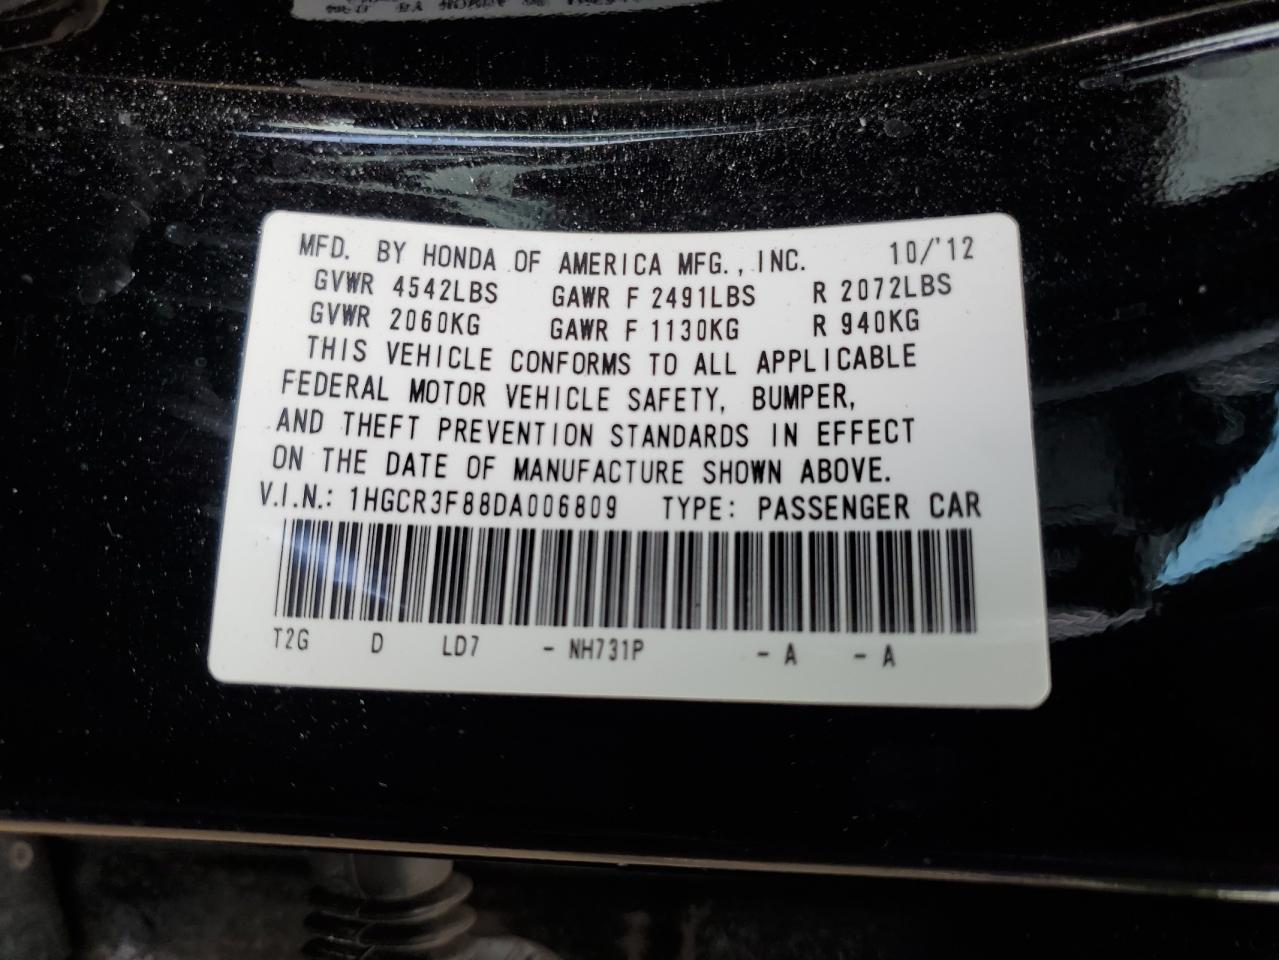 MFD. BY HONDA OF AMERICA MFG., INC. 10/'12
GVWR 4542LBS GAWR F 2491LBS R 2072LBS
GVWR 2060KG GAWR F 1130KG R 940KG
THIS VEHICLE CONFORMS TO ALL APPLICABLE
FEDERAL MOTOR VEHICLE SAFETY, BUMPER,
AND THEFT PREVENTION STANDARDS IN EFFECT
ON THE DATE OF MANUFACTURE SHOWN ABOVE.
V.I.N.: 1HGCR3F88DA006809 TYPE: PASSENGER CAR
T2G D LD7 - NH731P - A - A